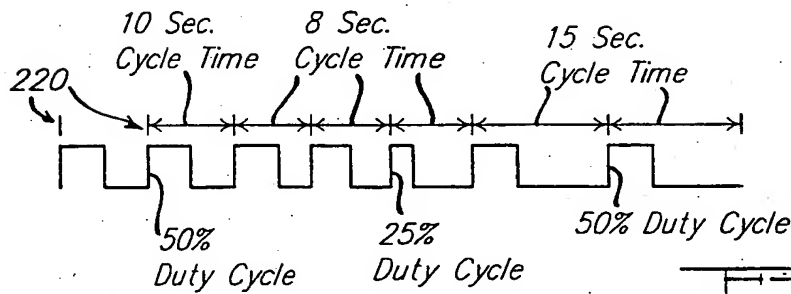 10 Sec.
Cycle Time
8 Sec.
Cycle Time
15 Sec.
Cycle Time
220
50%
Duty Cycle
25%
Duty Cycle
50% Duty Cycle